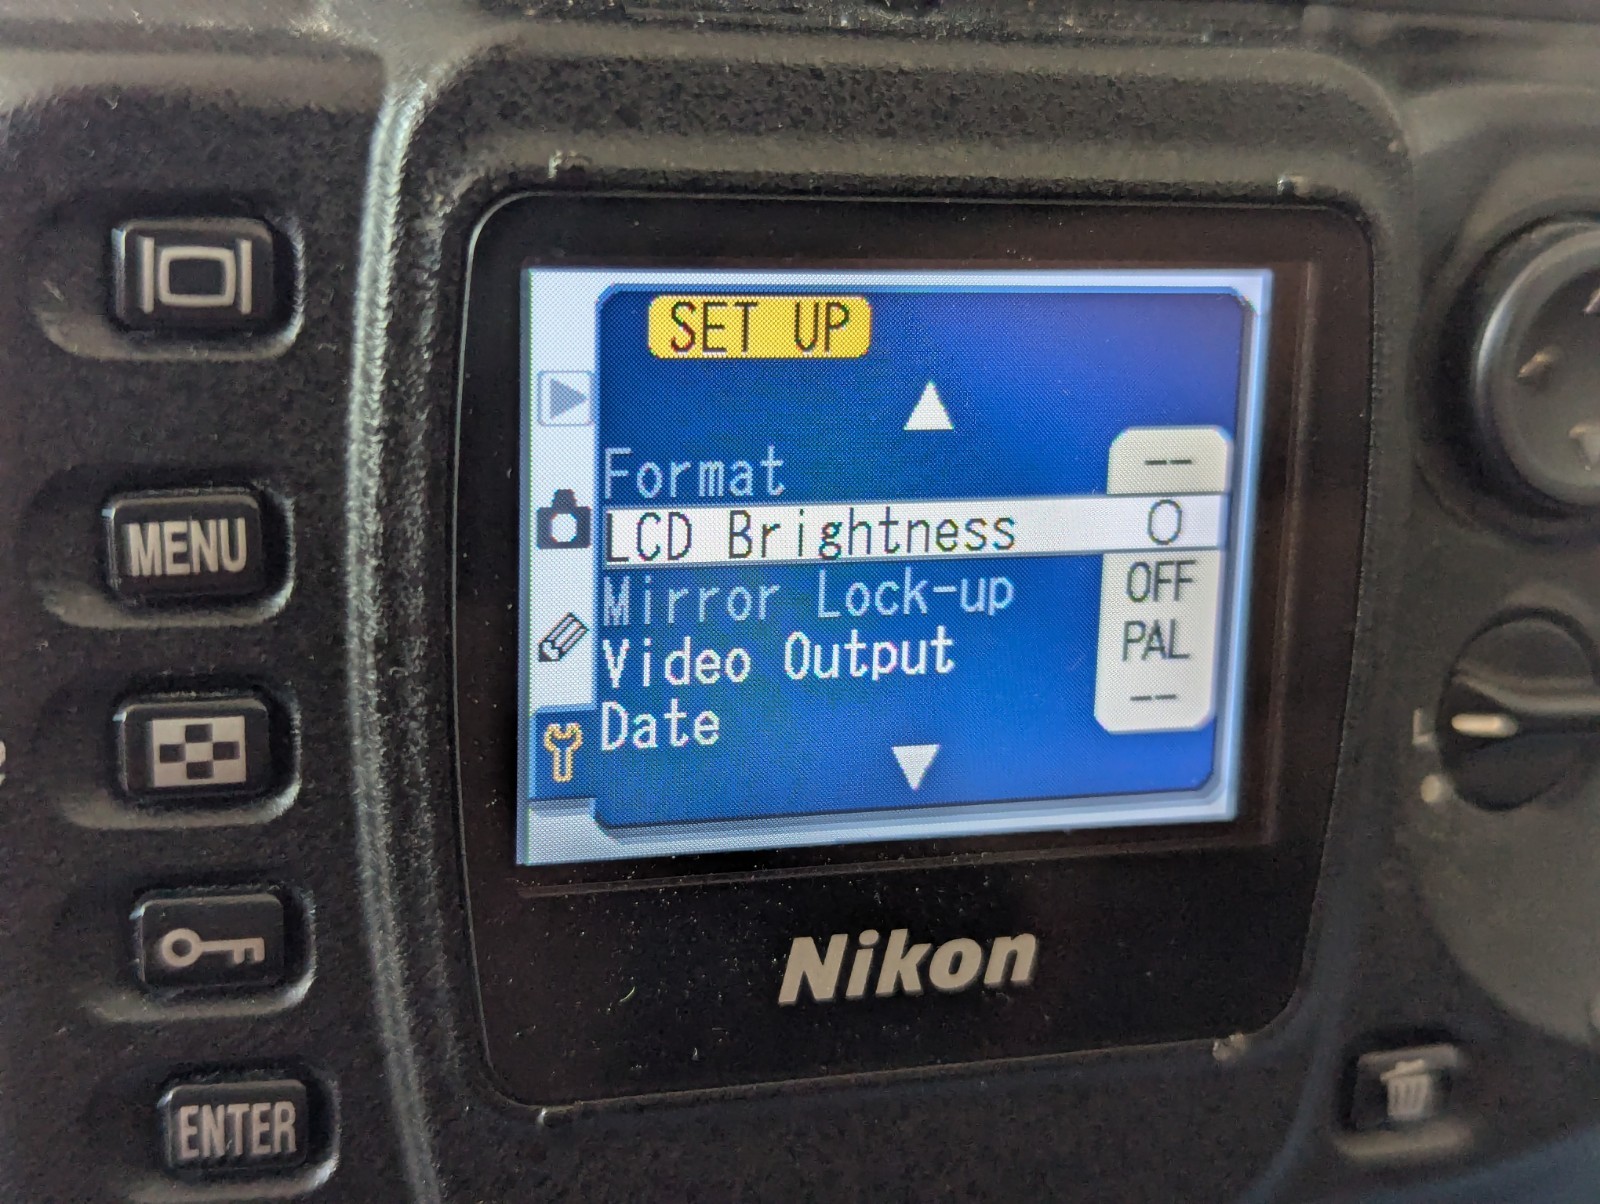 SET UP
Format --
LCD Brightness 0
Mirror Lock-up OFF
Video Output PAL
Date --
MENU
Nikon
ENTER
L